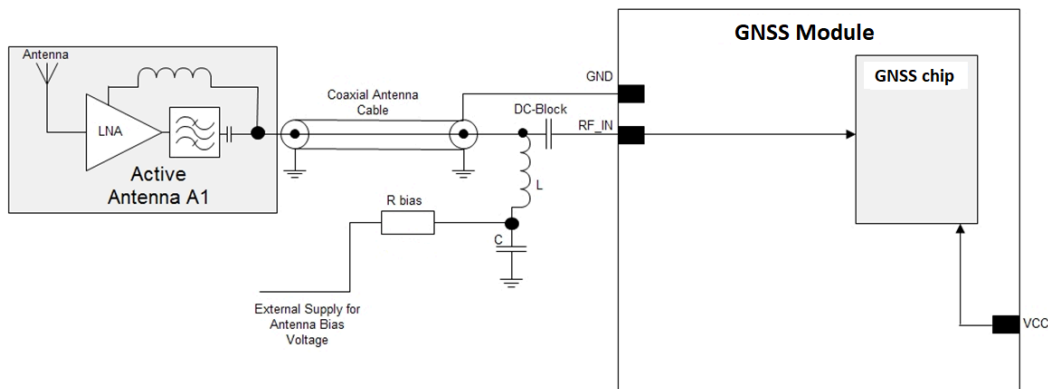 GNSS Module
Antenna
GNSS chip
GND
Coaxial Antenna
Cable
DC-Block
RF_IN
LNA
Active
Antenna A1
L
R bias
C
External Supply for
Antenna Bias
Voltage
VCC